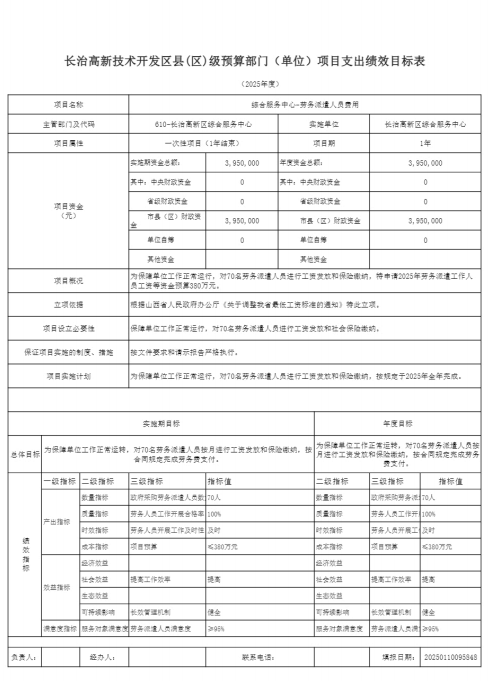 长治高新技术开发区县(区)级预算部门（单位）项目支出绩效目标表
（2025年度）
项目名称 综合服务中心-劳务派遣人员费用
主管部门及代码 610-长治高新区综合服务中心 实施单位 长治高新区综合服务中心
项目属性 一次性项目（1年结束） 项目期 1年
项目资金（元） 实施期资金总额： 3,950,000 年度资金总额： 3,950,000
其中：中央财政资金 0 其中：中央财政资金 0
省级财政资金 0 省级财政资金 0
市县（区）财政资金 3,950,000 市县（区）财政资金 3,950,000
单位自筹 0 单位自筹 0
其他资金 其他资金
项目概况 为保障单位工作正常运行，对70名劳务派遣人员进行工资发放和保险缴纳，特申请2025年劳务派遣工作人员工资等资金预算380万元。
立项依据 根据山西省人民政府办公厅《关于调整我省最低工资标准的通知》特此立项。
项目设立必要性 保障单位工作正常运行，对70名劳务派遣人员进行工资发放和社会保险缴纳。
保证项目实施的制度、措施 按文件要求和请示报告严格执行。
项目实施计划 为保障单位工作正常运行，对70名劳务派遣人员进行工资发放和保险缴纳，按规定于2025年全年完成。
实施期目标 年度目标
总体目标 为保障单位工作正常运转，对70名劳务派遣人员按月进行工资发放和保险缴纳，按合同规定完成劳务费支付。 为保障单位工作正常运转，对70名劳务派遣人员按月进行工资发放和保险缴纳，按合同规定完成劳务费支付。
绩效指标 一级指标 二级指标 三级指标 指标值 二级指标 三级指标 指标值
产出指标 数量指标 政府采购劳务派遣人员数 70人 数量指标 政府采购劳务派 70人
质量指标 劳务人员工作开展合格率 100% 质量指标 劳务人员工作开 100%
时效指标 劳务人员开展工作及时性 及时 时效指标 劳务人员开展工 及时
成本指标 项目预算 ≤380万元 成本指标 项目预算 ≤380万元
效益指标 经济效益 经济效益
社会效益 提高工作效率 提高 社会效益 提高工作效率 提高
生态效益 生态效益
可持续影响 长效管理机制 健全 可持续影响 长效管理机制 健全
满意度指标 服务对象满意度 劳务派遣人员满意度 ≥95% 服务对象满意度 劳务派遣人员满 ≥95%
负责人： 经办人： 联系电话： 填报日期： 20250110095848